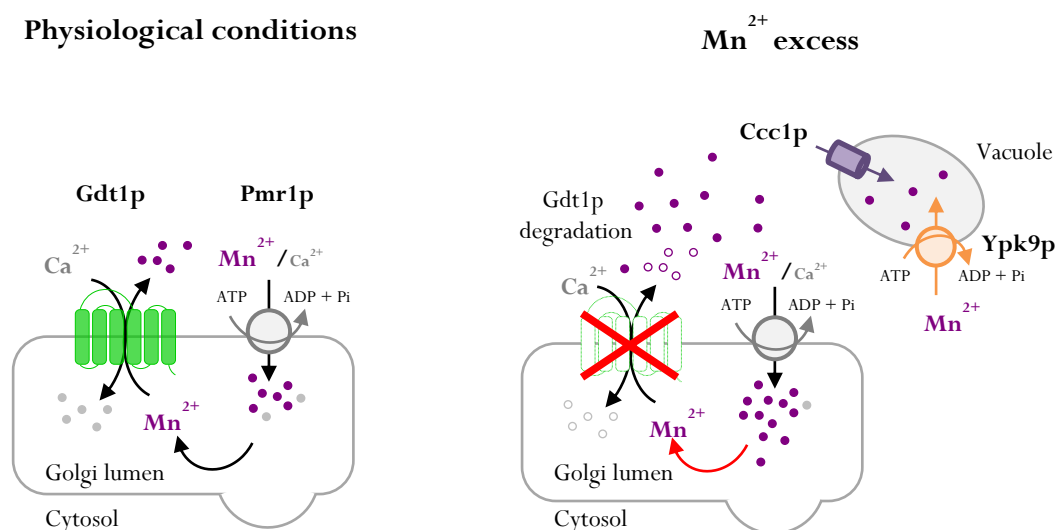 Physiological conditions
Gdt1p
Pmr1p
Ca²⁺
Mn²⁺
/ Ca²⁺
ATP
ADP + Pi
Mn²⁺
Golgi lumen
Cytosol
Mn²⁺ excess
Ccc1p
Vacuole
Gdt1p
degradation
Ypk9p
Ca²⁺
Mn²⁺
/ Ca²⁺
ATP
ADP + Pi
ATP
ADP + Pi
Mn²⁺
Mn²⁺
Golgi lumen
Cytosol